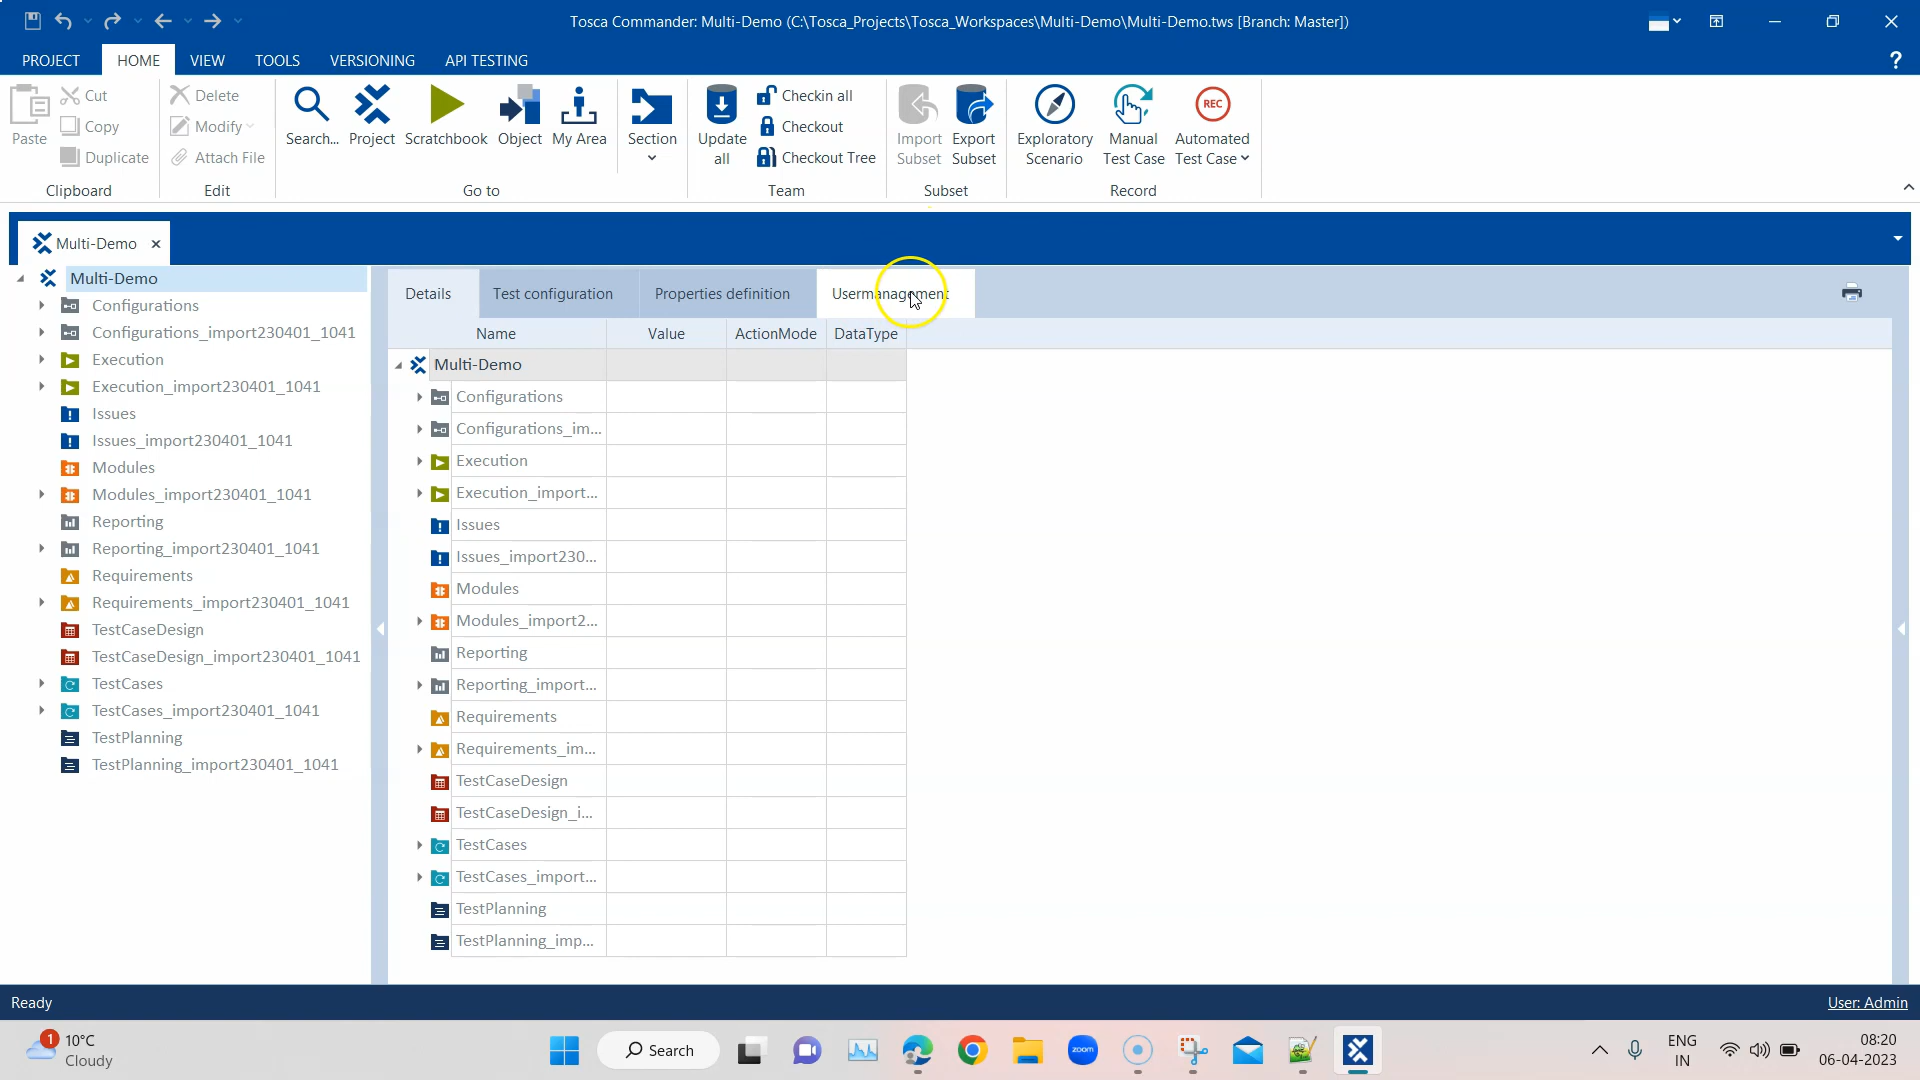 Tosca Commander: Multi-Demo (C:\Tosca_Projects\Tosca_Workspaces\Multi-Demo\Multi-Demo.tws [Branch: Master])
PROJECT HOME VIEW TOOLS VERSIONING API TESTING ?
Paste
Cut
Copy
Duplicate
Clipboard
Delete
Modify
Attach File
Edit
Search...
Project
Scratchbook
Object
My Area
Go to
Section
Update all
Checkin all
Checkout
Checkout Tree
Team
Import Subset
Export Subset
Subset
Exploratory Scenario
Manual Test Case
REC
Automated Test Case
Record
Multi-Demo
Multi-Demo
Configurations
Configurations_import230401_1041
Execution
Execution_import230401_1041
Issues
Issues_import230401_1041
Modules
Modules_import230401_1041
Reporting
Reporting_import230401_1041
Requirements
Requirements_import230401_1041
TestCaseDesign
TestCaseDesign_import230401_1041
TestCases
TestCases_import230401_1041
TestPlanning
TestPlanning_import230401_1041
Details Test configuration Properties definition Usermanagement
Name Value ActionMode DataType
Multi-Demo
Configurations
Configurations_im...
Execution
Execution_import...
Issues
Issues_import230...
Modules
Modules_import2...
Reporting
Reporting_import...
Requirements
Requirements_im...
TestCaseDesign
TestCaseDesign_i...
TestCases
TestCases_import...
TestPlanning
TestPlanning_imp...
Ready User: Admin
1
10°C
Cloudy
Search
zoom
ENG
IN
08:20
06-04-2023